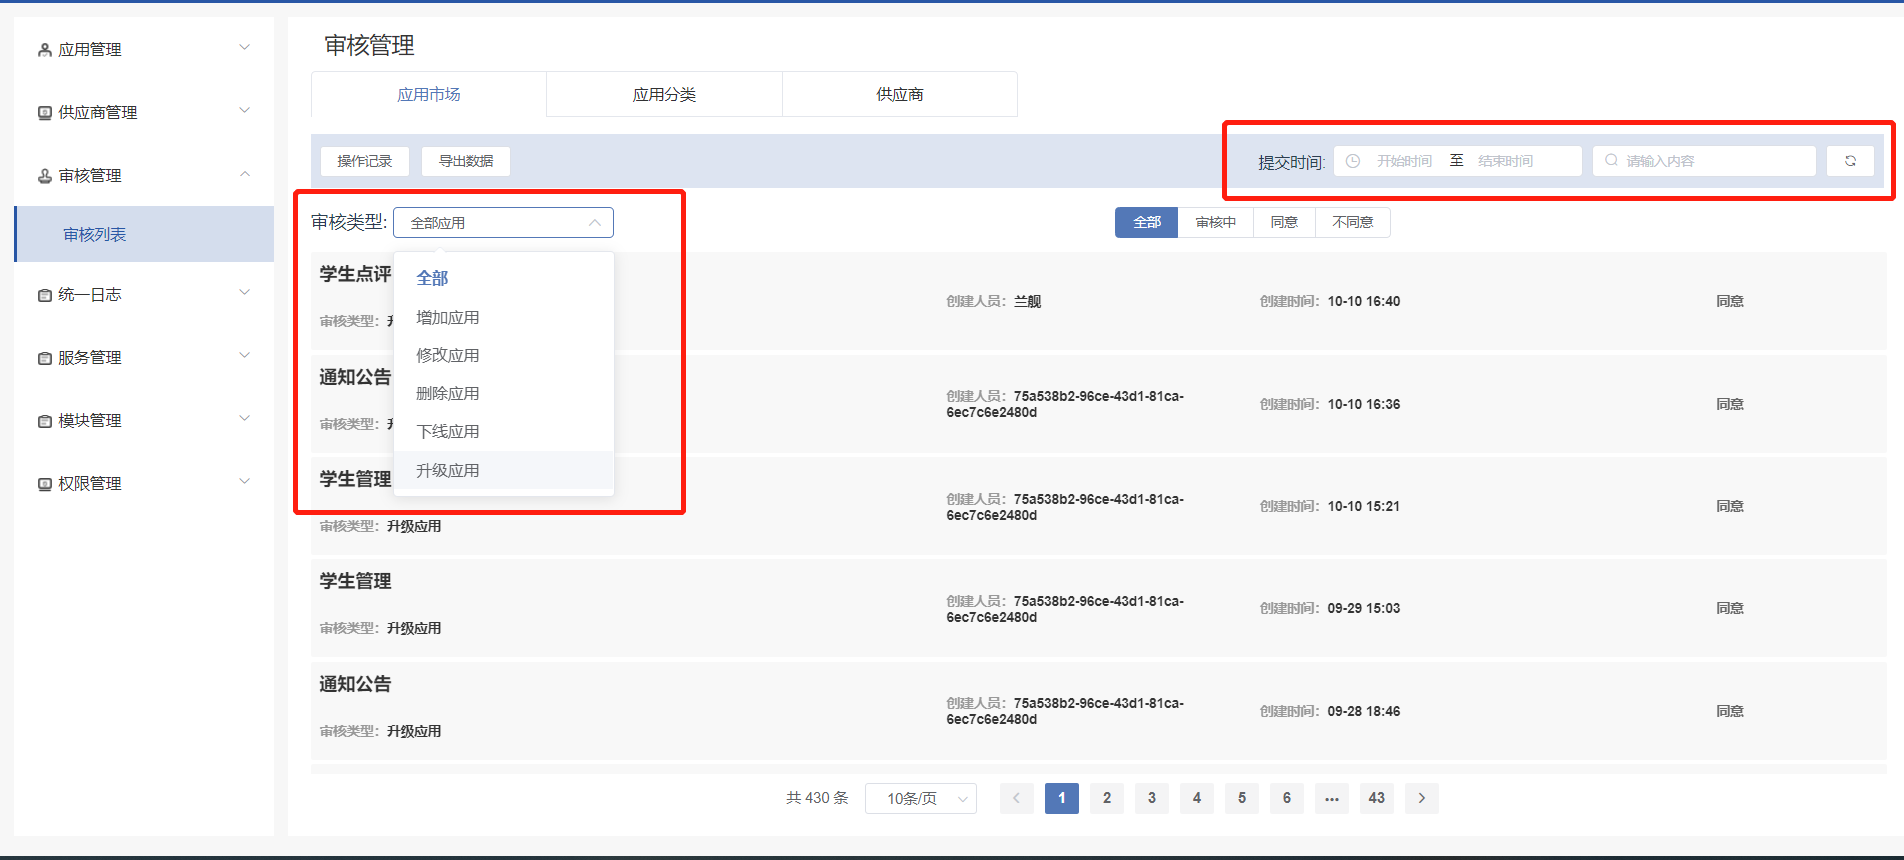 应用管理
供应商管理
审核管理
审核列表
统一日志
服务管理
模块管理
权限管理
审核管理
应用市场
应用分类
供应商
操作记录
导出数据
提交时间:
开始时间 至 结束时间
请输入内容
审核类型:
全部应用
全部
审核中
同意
不同意
全部
增加应用
修改应用
删除应用
下线应用
升级应用
学生点评
审核类型：
创建人员：兰舰
创建时间：10-10 16:40
同意
通知公告
审核类型：
创建人员：75a538b2-96ce-43d1-81ca-
6ec7c6e2480d
创建时间：10-10 16:36
同意
学生管理
审核类型：升级应用
创建人员：75a538b2-96ce-43d1-81ca-
6ec7c6e2480d
创建时间：10-10 15:21
同意
学生管理
审核类型：升级应用
创建人员：75a538b2-96ce-43d1-81ca-
6ec7c6e2480d
创建时间：09-29 15:03
同意
通知公告
审核类型：升级应用
创建人员：75a538b2-96ce-43d1-81ca-
6ec7c6e2480d
创建时间：09-28 18:46
同意
共 430 条
10条/页
1 2 3 4 5 6 ... 43